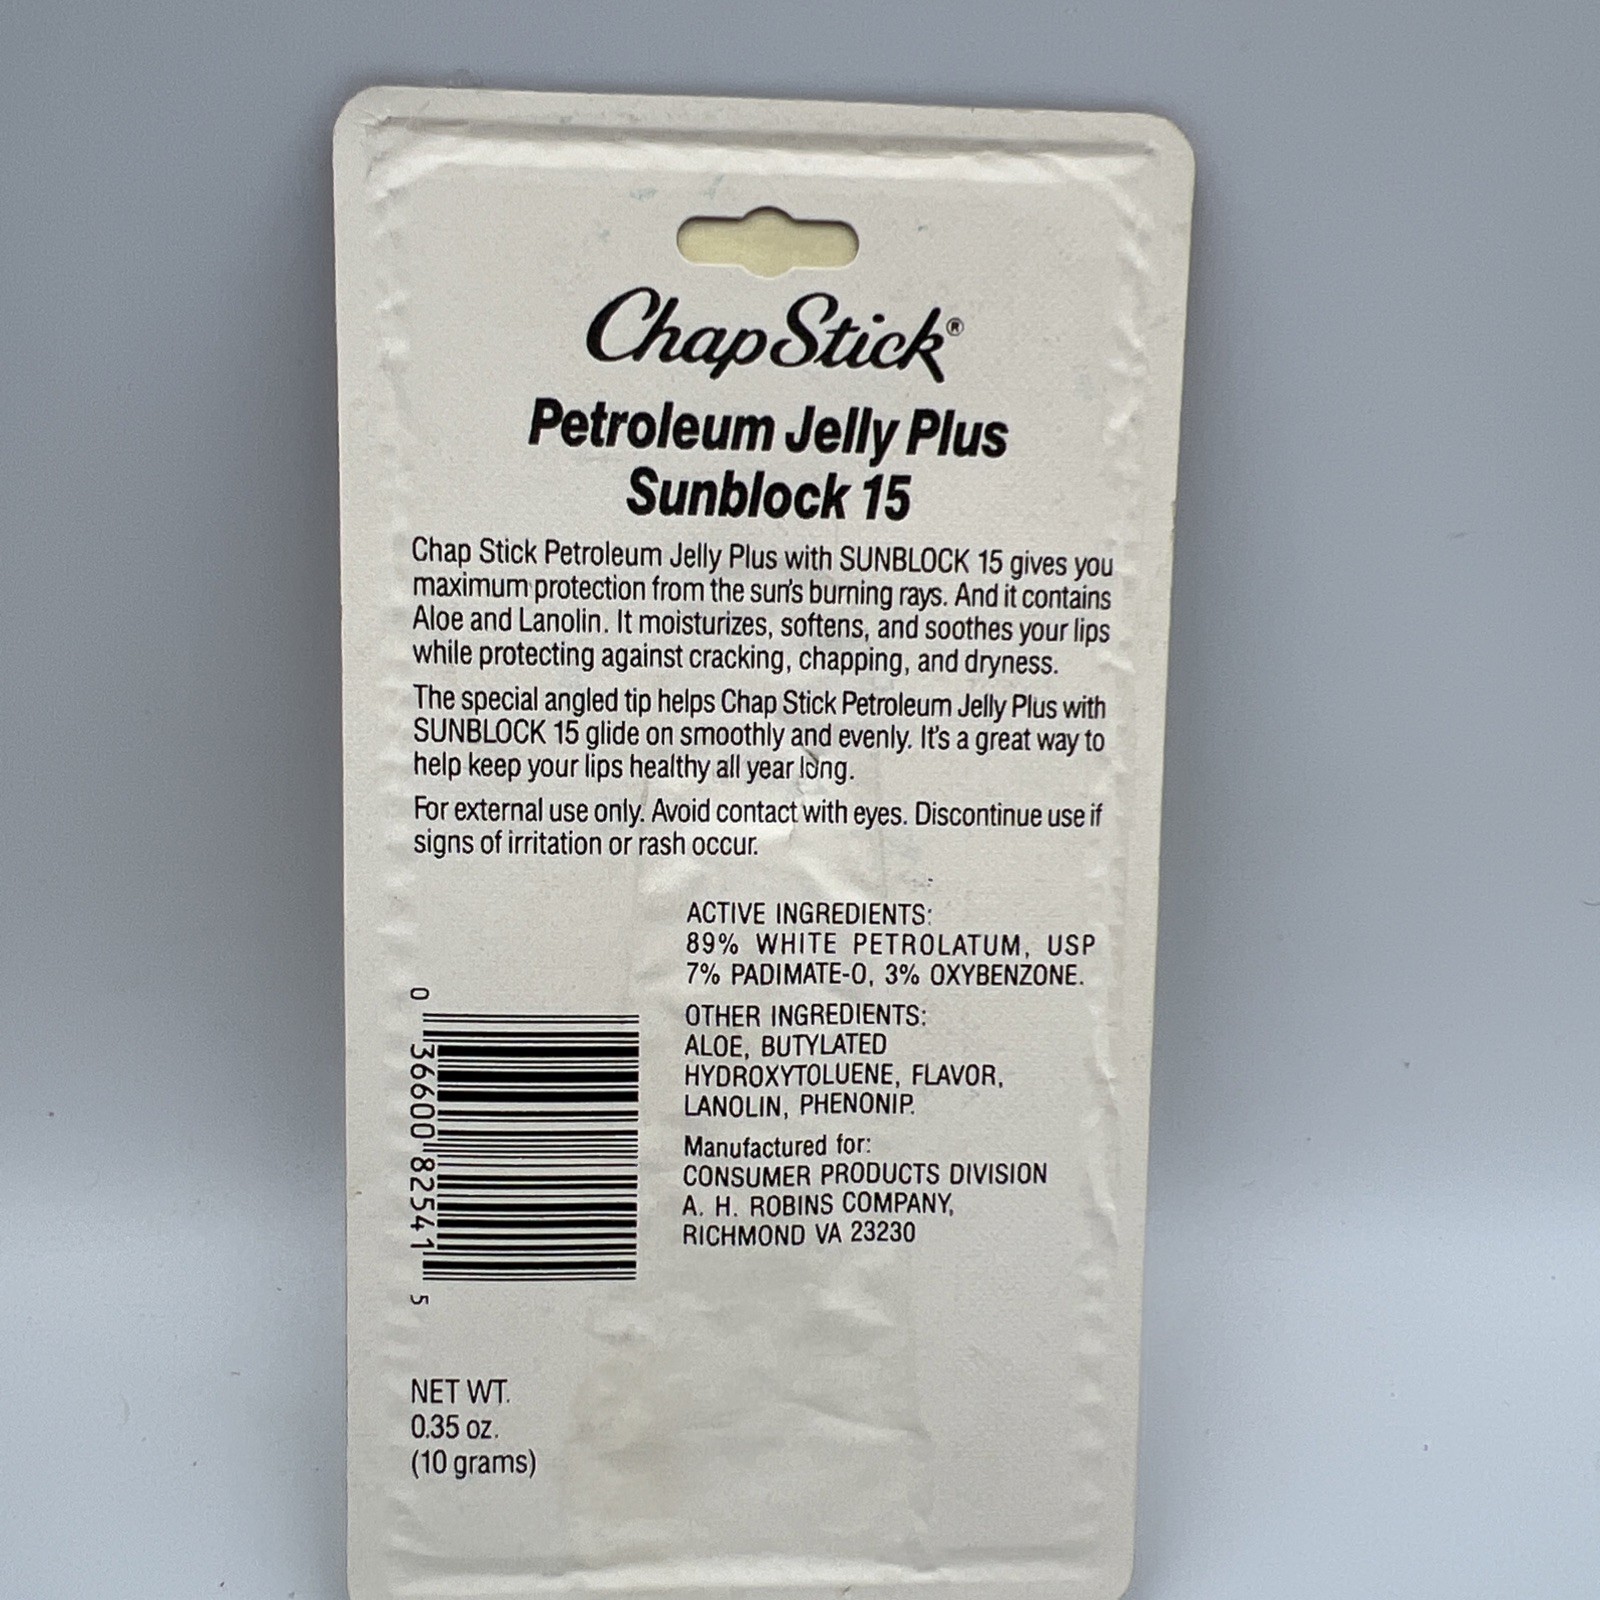 ChapStick®
Petroleum Jelly Plus
Sunblock 15
Chap Stick Petroleum Jelly Plus with SUNBLOCK 15 gives you
maximum protection from the sun's burning rays. And it contains
Aloe and Lanolin. It moisturizes, softens, and soothes your lips
while protecting against cracking, chapping, and dryness.
The special angled tip helps Chap Stick Petroleum Jelly Plus with
SUNBLOCK 15 glide on smoothly and evenly. It's a great way to
help keep your lips healthy all year long.
For external use only. Avoid contact with eyes. Discontinue use if
signs of irritation or rash occur.
ACTIVE INGREDIENTS:
89% WHITE PETROLATUM, USP
7% PADIMATE-O, 3% OXYBENZONE.
OTHER INGREDIENTS:
ALOE, BUTYLATED
HYDROXYTOLUENE, FLAVOR,
LANOLIN, PHENONIP.
Manufactured for:
CONSUMER PRODUCTS DIVISION
A. H. ROBINS COMPANY,
RICHMOND VA 23230
0 36600 82541 5
NET WT.
0.35 oz.
(10 grams)